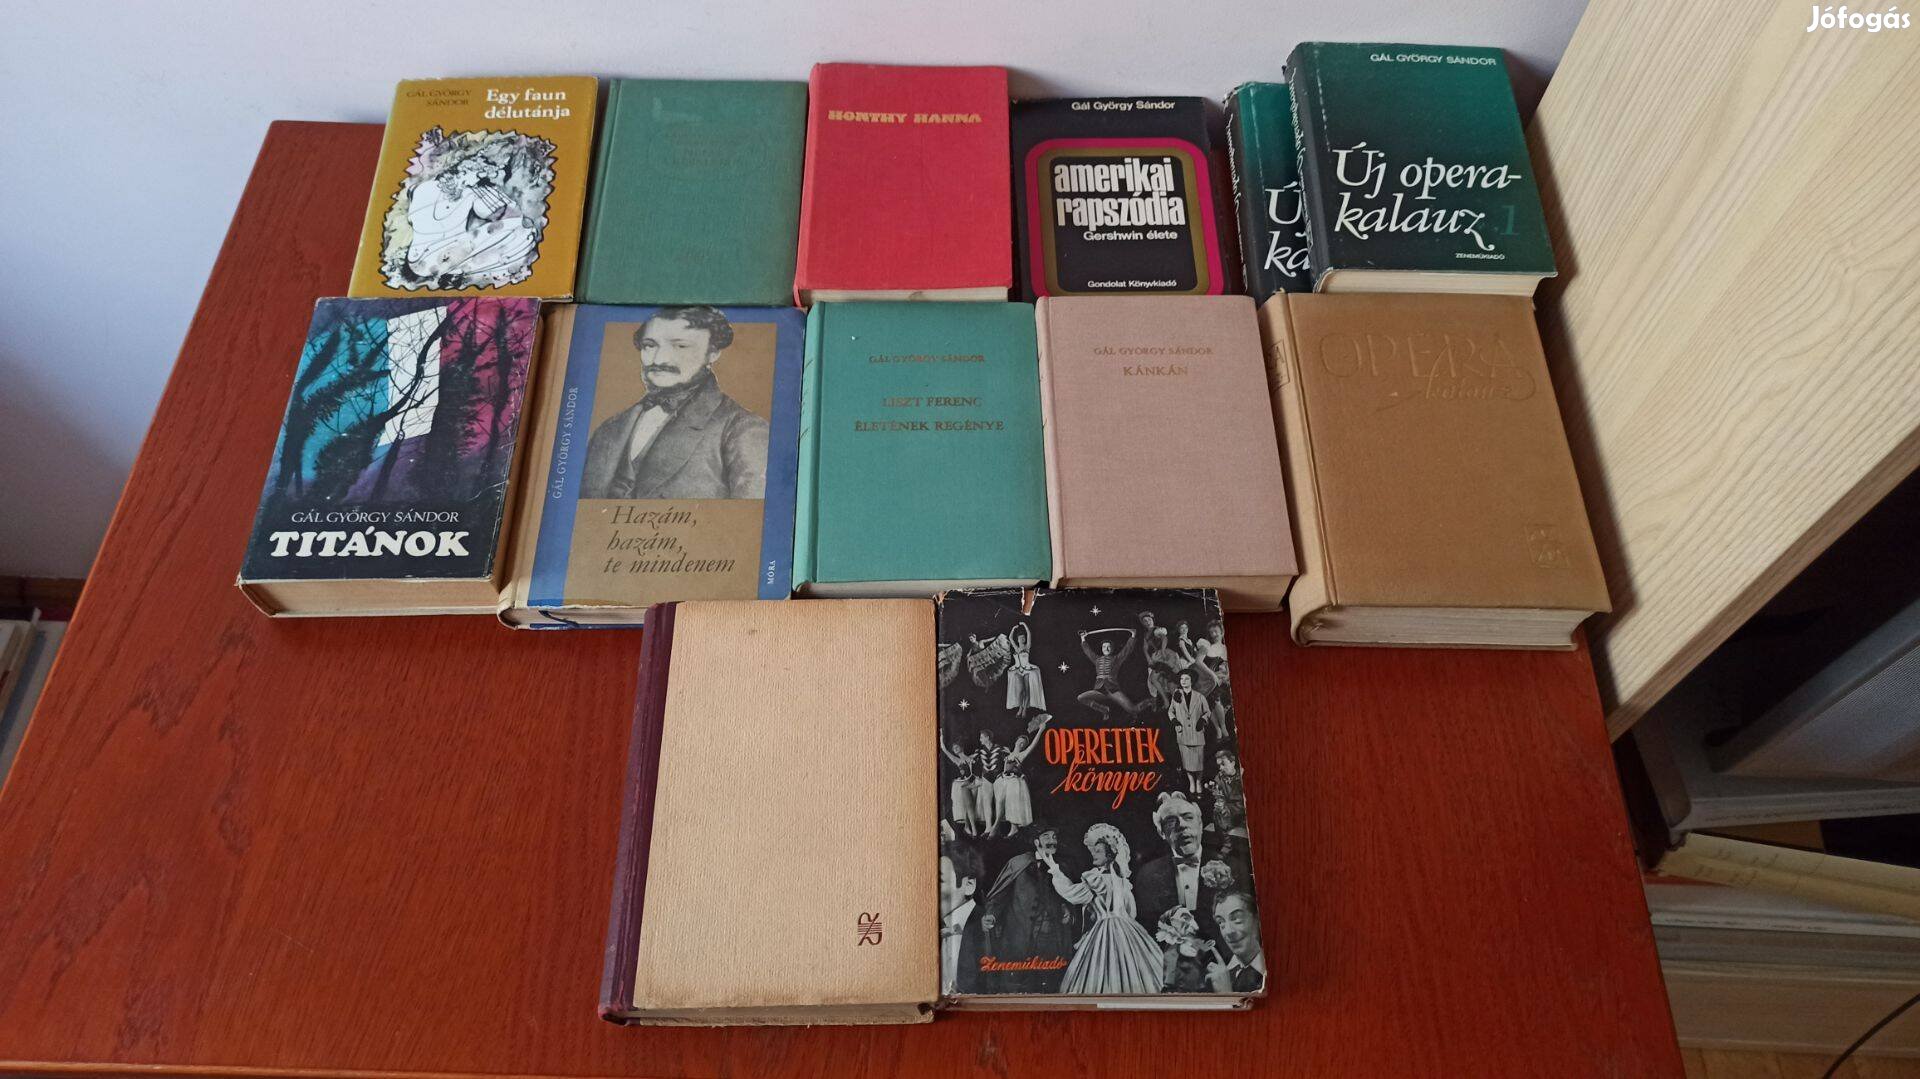 Jófogás
GÁL GYÖRGY
SÁNDOR
Egy faun
délutánja
HONTHY HANNA
Gál György Sándor
amerikai
rapszódia
Gershwin élete
Gondolat Könyvkiadó
Ú
ka
GÁL GYÖRGY SÁNDOR
Új opera-
kalauz 1
ZENEMŰKIADÓ
GÁL GYÖRGY SÁNDOR
TITÁNOK
GÁL GYÖRGY SÁNDOR
Hazám,
hazám,
te mindenem
MÓRA
GÁL GYÖRGY SÁNDOR
LISZT FERENC
ÉLETÉNEK REGÉNYE
GÁL GYÖRGY SÁNDOR
KÁNKÁN
OPERA
kalauz
OPERETTEK
könyve
Zeneműkiadó